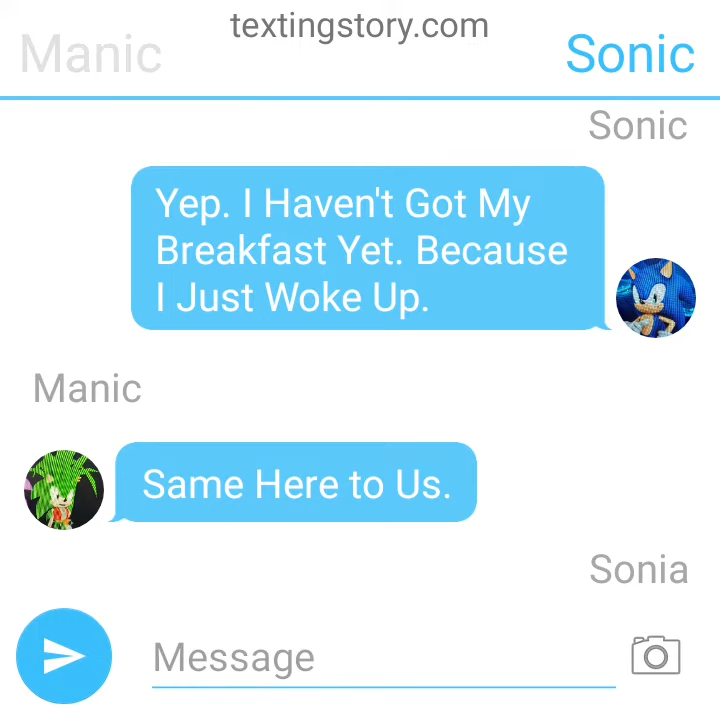 textingstory.com
Manic
Sonic
Sonic
Yep. I Haven't Got My
Breakfast Yet. Because
I Just Woke Up.
Manic
Same Here to Us.
Sonia
Message